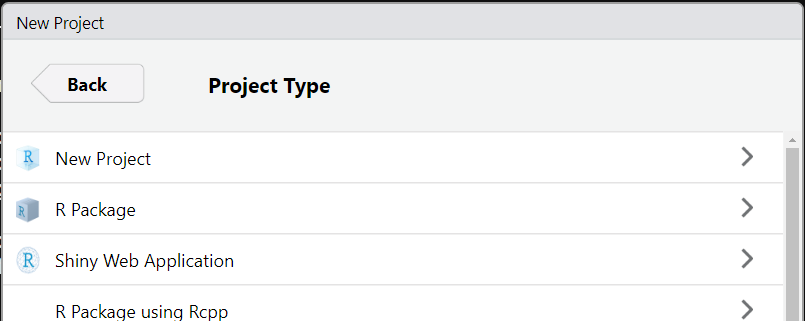 New Project
Back
Project Type
New Project
R Package
Shiny Web Application
R Package using Rcpp